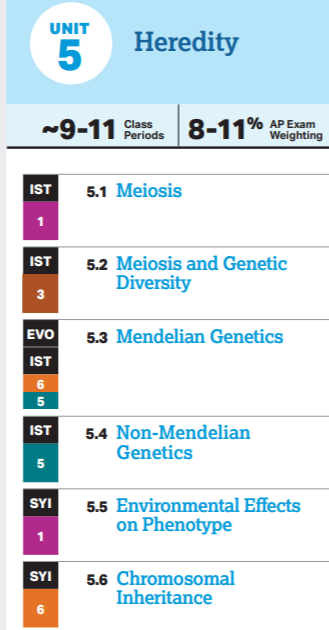 UNIT
5
Heredity
~9-11 Class Periods
8-11% AP Exam Weighting
IST
1
5.1 Meiosis
IST
3
5.2 Meiosis and Genetic
Diversity
EVO
IST
6
5
5.3 Mendelian Genetics
IST
5
5.4 Non-Mendelian
Genetics
SYI
1
5.5 Environmental Effects
on Phenotype
SYI
6
5.6 Chromosomal
Inheritance